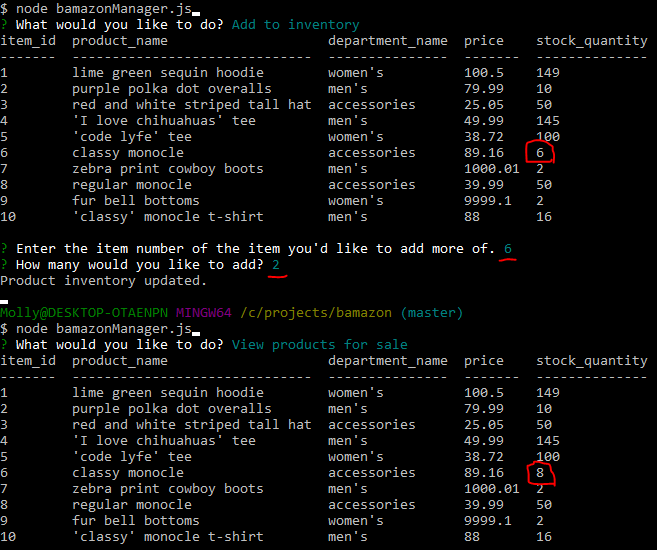 $ node bamazonManager.js
? What would you like to do? Add to inventory
item_id  product_name                    department_name  price    stock_quantity
-------  ------------------------------  ---------------  -------  --------------
1        lime green sequin hoodie        women's          100.5    149
2        purple polka dot overalls       men's            79.99    10
3        red and white striped tall hat  accessories      25.05    50
4        'I love chihuahuas' tee         men's            49.99    145
5        'code lyfe' tee                 women's          38.72    100
6        classy monocle                  accessories      89.16    6
7        zebra print cowboy boots        men's            1000.01  2
8        regular monocle                 accessories      39.99    50
9        fur bell bottoms                women's          9999.1   2
10       'classy' monocle t-shirt        men's            88       16
? Enter the item number of the item you'd like to add more of. 6
? How many would you like to add? 2
Product inventory updated.
Molly@DESKTOP-OTAENPN MINGW64 /c/projects/bamazon (master)
$ node bamazonManager.js
? What would you like to do? View products for sale
item_id  product_name                    department_name  price    stock_quantity
-------  ------------------------------  ---------------  -------  --------------
1        lime green sequin hoodie        women's          100.5    149
2        purple polka dot overalls       men's            79.99    10
3        red and white striped tall hat  accessories      25.05    50
4        'I love chihuahuas' tee         men's            49.99    145
5        'code lyfe' tee                 women's          38.72    100
6        classy monocle                  accessories      89.16    8
7        zebra print cowboy boots        men's            1000.01  2
8        regular monocle                 accessories      39.99    50
9        fur bell bottoms                women's          9999.1   2
10       'classy' monocle t-shirt        men's            88       16